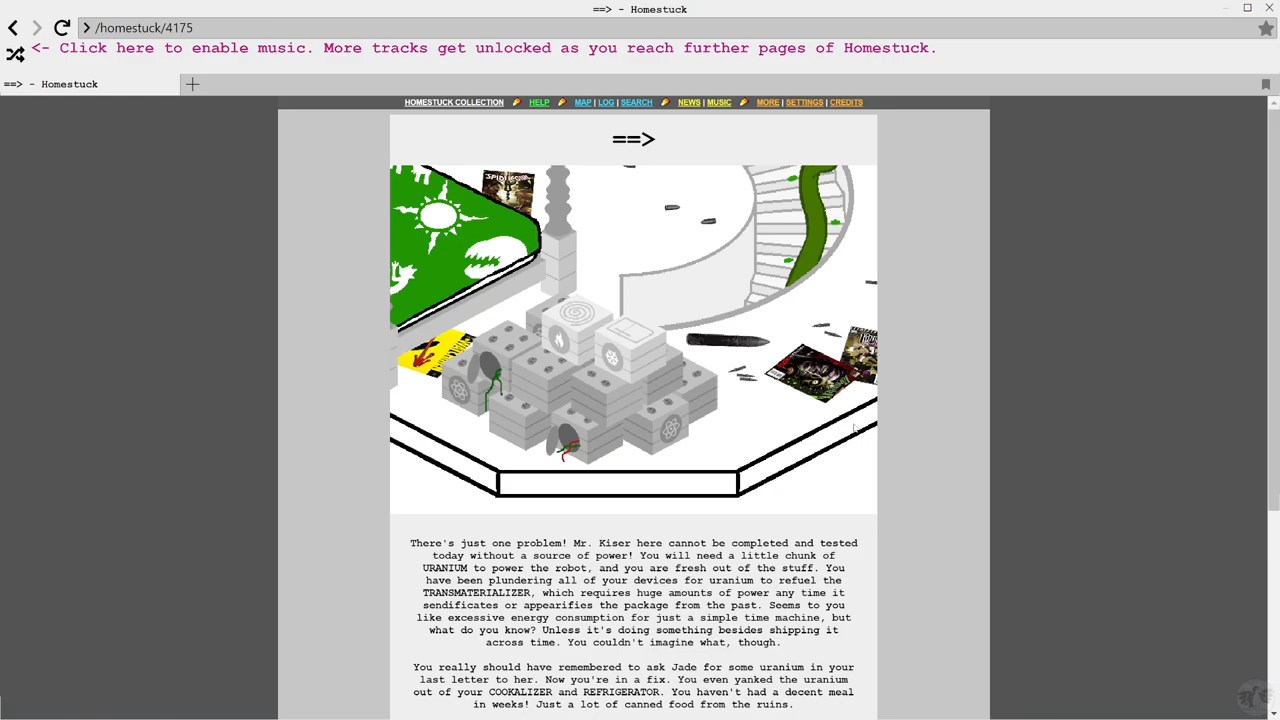 ==> - Homestuck
/homestuck/4175
<- Click here to enable music. More tracks get unlocked as you reach further pages of Homestuck.
==> - Homestuck
HOMESTUCK COLLECTION HELP MAP | LOG | SEARCH NEWS | MUSIC MORE | SETTINGS | CREDITS
==>
There's just one problem! Mr. Kiser here cannot be completed and tested
today without a source of power! You will need a little chunk of
URANIUM to power the robot, and you are fresh out of the stuff. You
have been plundering all of your devices for uranium to refuel the
TRANSMATERIALIZER, which requires huge amounts of power any time it
sendificates or appearifies the package from the past. Seems to you
like excessive energy consumption for just a simple time machine, but
what do you know? Unless it's doing something besides shipping it
across time. You couldn't imagine what, though.
You really should have remembered to ask Jade for some uranium in your
last letter to her. Now you're in a fix. You even yanked the uranium
out of your COOKALIZER and REFRIGERATOR. You haven't had a decent meal
in weeks! Just a lot of canned food from the ruins.